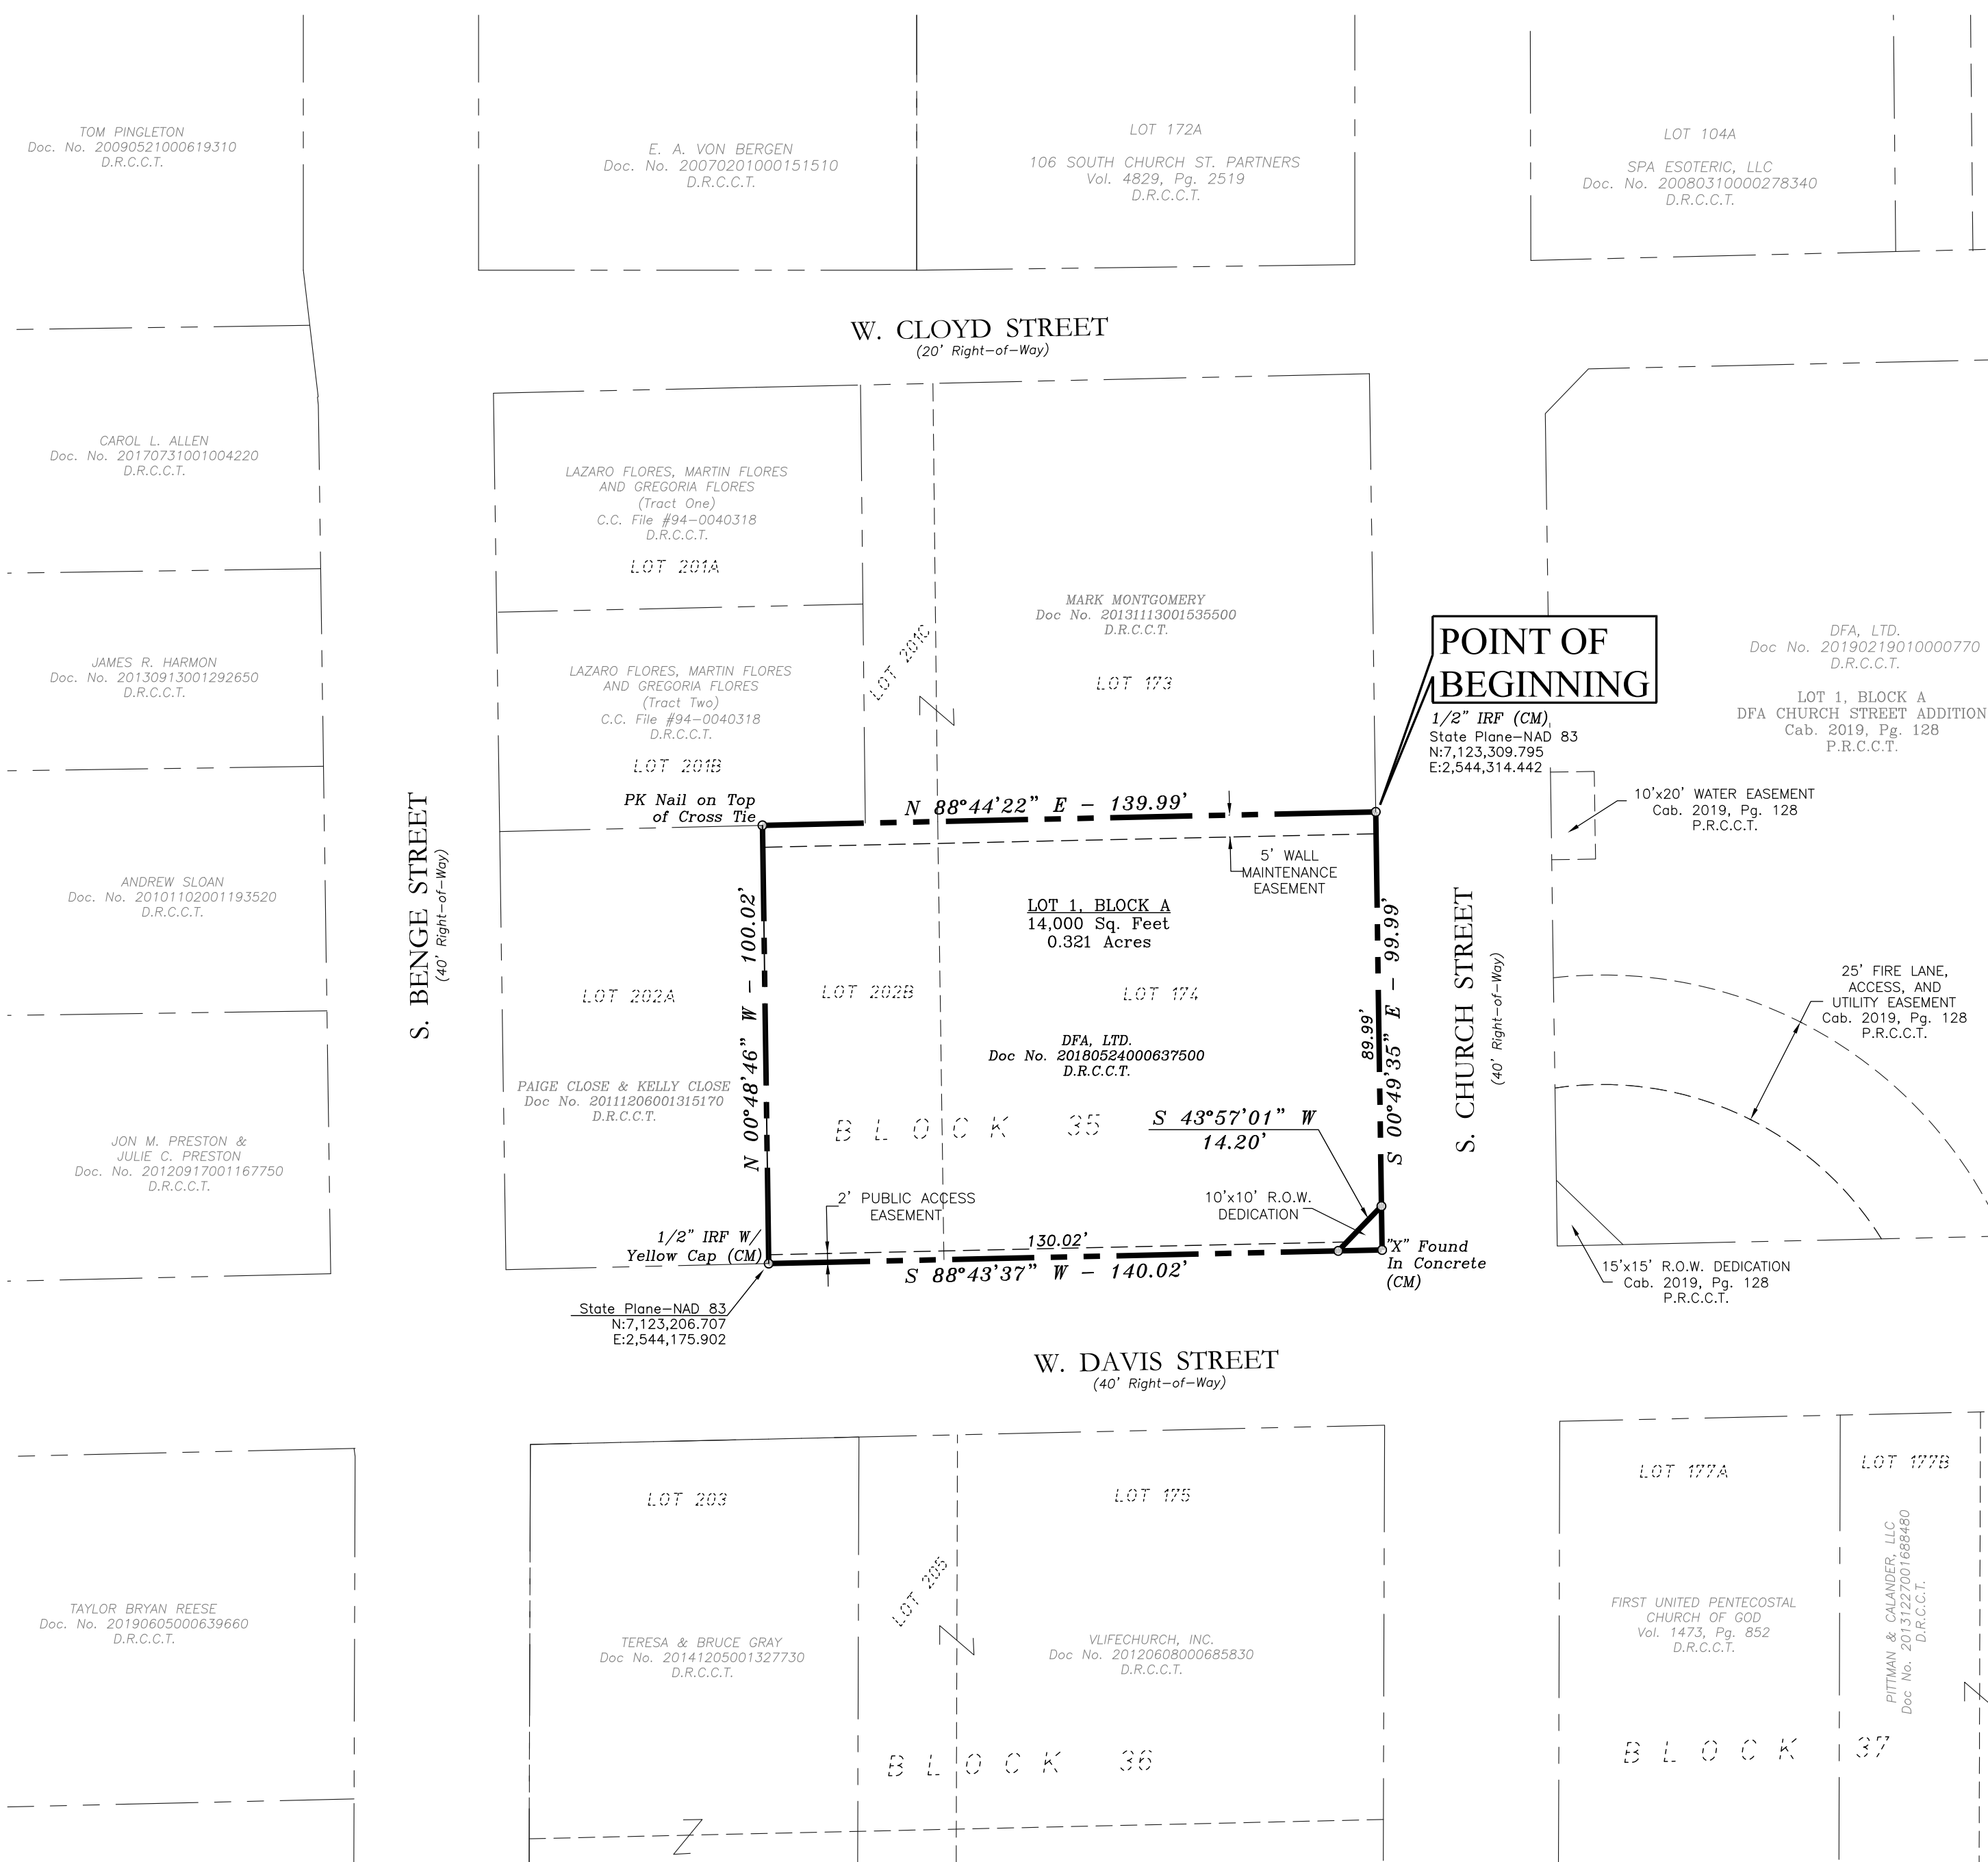 TOM PINGLETON
Doc. No. 20090521000619310
D.R.C.C.T.
E. A. VON BERGEN
Doc. No. 20070201000151510
D.R.C.C.T.
LOT 172A
106 SOUTH CHURCH ST. PARTNERS
Vol. 4829, Pg. 2519
D.R.C.C.T.
LOT 104A
SPA ESOTERIC, LLC
Doc. No. 20080310000278340
D.R.C.C.T.
W. CLOYD STREET
(20' Right-of-Way)
CAROL L. ALLEN
Doc. No. 20170731001004220
D.R.C.C.T.
LAZARO FLORES, MARTIN FLORES
AND GREGORIA FLORES
(Tract One)
C.C. File #94-0040318
D.R.C.C.T.
LOT 201A
MARK MONTGOMERY
Doc No. 20131113001535500
D.R.C.C.T.
LOT 173
LOT 201C
Z
POINT OF
BEGINNING
1/2" IRF (CM)
State Plane-NAD 83
N:7,123,309.795
E:2,544,314.442
DFA, LTD.
Doc No. 20190219010000770
D.R.C.C.T.
LOT 1, BLOCK A
DFA CHURCH STREET ADDITION
Cab. 2019, Pg. 128
P.R.C.C.T.
JAMES R. HARMON
Doc. No. 20130913001292650
D.R.C.C.T.
LAZARO FLORES, MARTIN FLORES
AND GREGORIA FLORES
(Tract Two)
C.C. File #94-0040318
D.R.C.C.T.
LOT 201B
PK Nail on Top
of Cross Tie
N 88°44'22" E - 139.99'
10'x20' WATER EASEMENT
Cab. 2019, Pg. 128
P.R.C.C.T.
5' WALL
MAINTENANCE
EASEMENT
S. BENGE STREET
(40' Right-of-Way)
ANDREW SLOAN
Doc. No. 20101102001193520
D.R.C.C.T.
LOT 1, BLOCK A
14,000 Sq. Feet
0.321 Acres
N 00°48'46" W - 100.02'
S 00°49'35" E - 99.99'
89.99'
S. CHURCH STREET
(40' Right-of-Way)
LOT 202A
LOT 202B
LOT 174
25' FIRE LANE,
ACCESS, AND
UTILITY EASEMENT
Cab. 2019, Pg. 128
P.R.C.C.T.
DFA, LTD.
Doc No. 20180524000637500
D.R.C.C.T.
PAIGE CLOSE & KELLY CLOSE
Doc No. 20111206001315170
D.R.C.C.T.
BLOCK 35
S 43°57'01" W
14.20'
JON M. PRESTON &
JULIE C. PRESTON
Doc. No. 20120917001167750
D.R.C.C.T.
2' PUBLIC ACCESS
EASEMENT
10'x10' R.O.W.
DEDICATION
1/2" IRF W/
Yellow Cap (CM)
130.02'
S 88°43'37" W - 140.02'
"X" Found
In Concrete
(CM)
15'x15' R.O.W. DEDICATION
Cab. 2019, Pg. 128
P.R.C.C.T.
State Plane-NAD 83
N:7,123,206.707
E:2,544,175.902
W. DAVIS STREET
(40' Right-of-Way)
LOT 203
LOT 175
LOT 177A
LOT 177B
TAYLOR BRYAN REESE
Doc. No. 20190605000639660
D.R.C.C.T.
TERESA & BRUCE GRAY
Doc No. 20141205001327730
D.R.C.C.T.
LOT 205
Z
VLIFECHURCH, INC.
Doc No. 20120608000685830
D.R.C.C.T.
FIRST UNITED PENTECOSTAL
CHURCH OF GOD
Vol. 1473, Pg. 852
D.R.C.C.T.
PITTMAN & CALANDER, LLC
Doc No. 20131227001688480
D.R.C.C.T.
BLOCK 36
BLOCK 37
Z